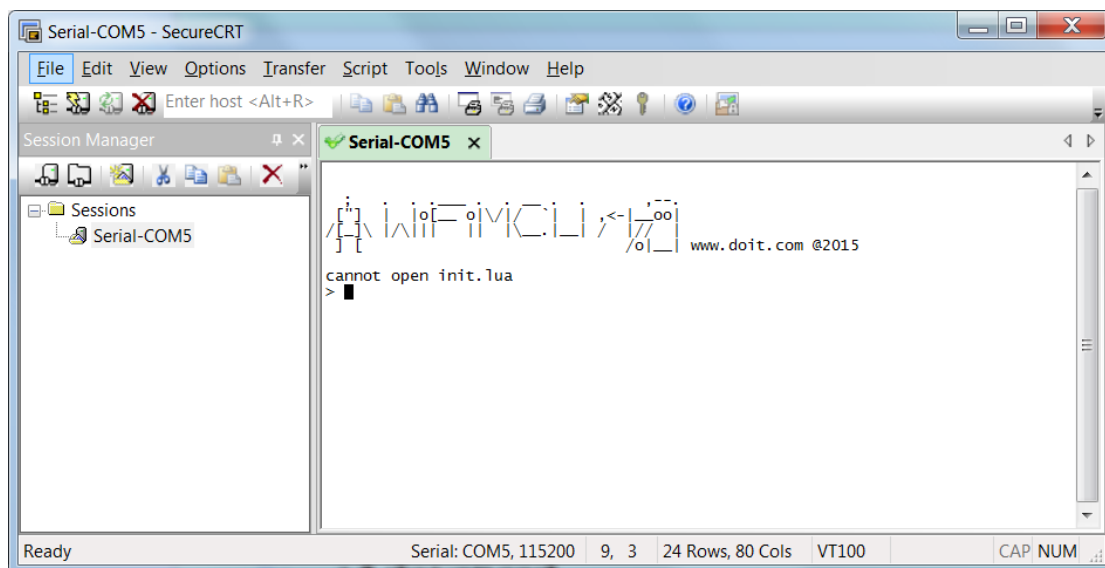 Serial-COM5 - SecureCRT
File Edit View Options Transfer Script Tools Window Help
Enter host <Alt+R>
Session Manager
Serial-COM5
Sessions
Serial-COM5
WiFiMCU
www.doit.com @2015
cannot open init.lua
>
Ready
Serial: COM5, 115200 9, 3 24 Rows, 80 Cols VT100 CAP NUM